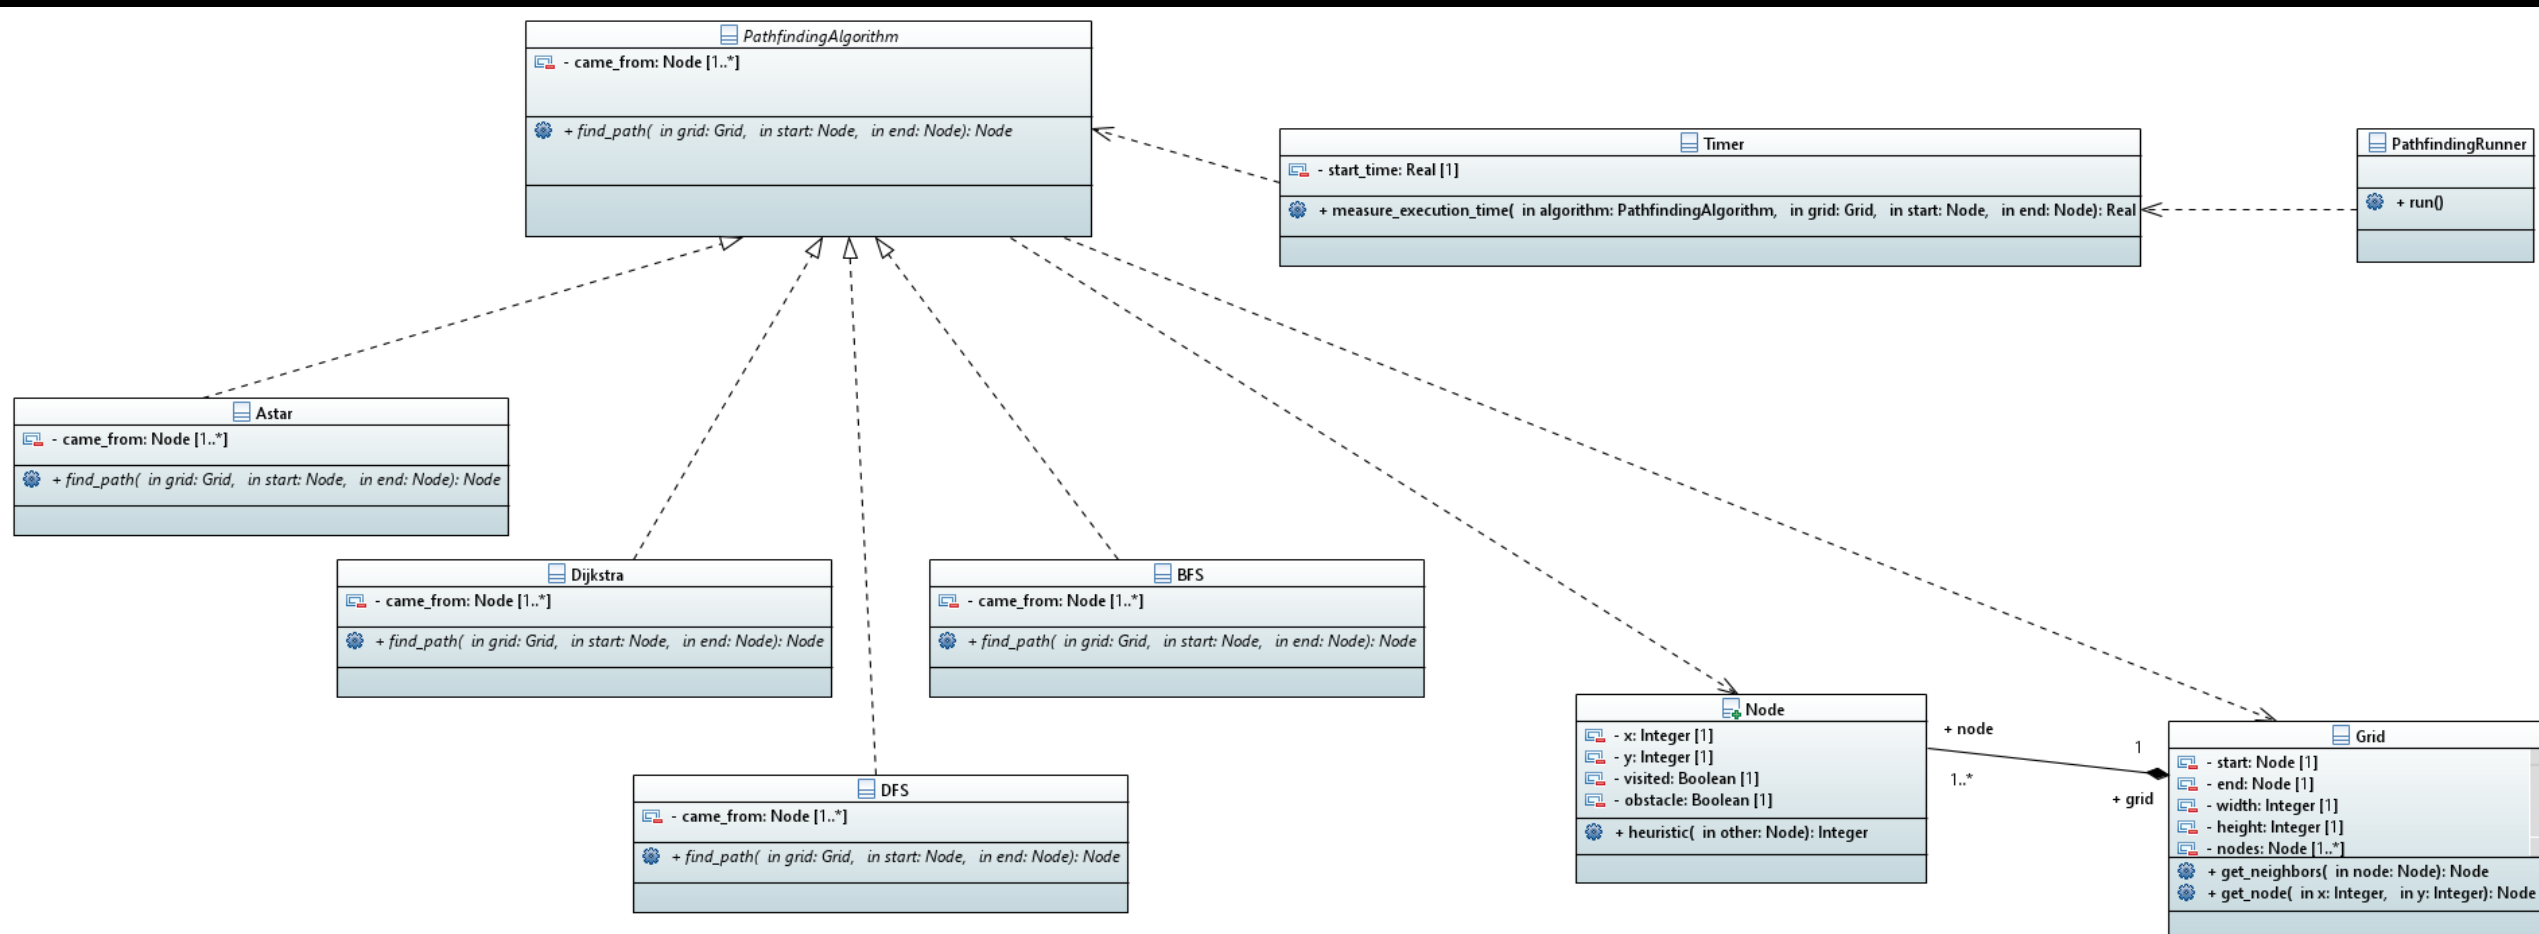 PathfindingAlgorithm
- came_from: Node [1..*]
+ find_path( in grid: Grid, in start: Node, in end: Node): Node
Timer
- start_time: Real [1]
+ measure_execution_time( in algorithm: PathfindingAlgorithm, in grid: Grid, in start: Node, in end: Node): Real
PathfindingRunner
+ run()
Astar
- came_from: Node [1..*]
+ find_path( in grid: Grid, in start: Node, in end: Node): Node
Dijkstra
- came_from: Node [1..*]
+ find_path( in grid: Grid, in start: Node, in end: Node): Node
BFS
- came_from: Node [1..*]
+ find_path( in grid: Grid, in start: Node, in end: Node): Node
DFS
- came_from: Node [1..*]
+ find_path( in grid: Grid, in start: Node, in end: Node): Node
Node
- x: Integer [1]
- y: Integer [1]
- visited: Boolean [1]
- obstacle: Boolean [1]
+ heuristic( in other: Node): Integer
+ node
1..*
1
+ grid
Grid
- start: Node [1]
- end: Node [1]
- width: Integer [1]
- height: Integer [1]
- nodes: Node [1..*]
+ get_neighbors( in node: Node): Node
+ get_node( in x: Integer, in y: Integer): Node